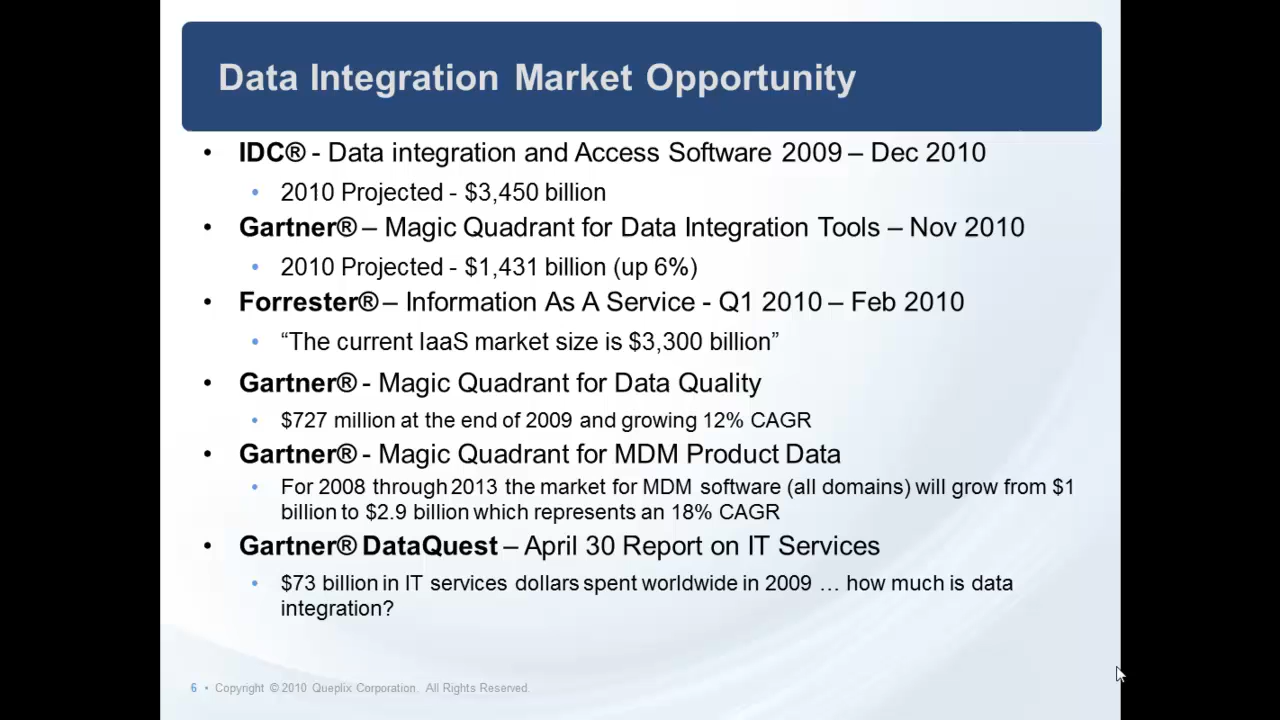 Data Integration Market Opportunity
• IDC® - Data integration and Access Software 2009 – Dec 2010
• 2010 Projected - $3,450 billion
• Gartner® – Magic Quadrant for Data Integration Tools – Nov 2010
• 2010 Projected - $1,431 billion (up 6%)
• Forrester® – Information As A Service - Q1 2010 – Feb 2010
• “The current IaaS market size is $3,300 billion”
• Gartner® - Magic Quadrant for Data Quality
• $727 million at the end of 2009 and growing 12% CAGR
• Gartner® - Magic Quadrant for MDM Product Data
• For 2008 through 2013 the market for MDM software (all domains) will grow from $1
billion to $2.9 billion which represents an 18% CAGR
• Gartner® DataQuest – April 30 Report on IT Services
• $73 billion in IT services dollars spent worldwide in 2009 … how much is data
integration?
6 • Copyright © 2010 Queplix Corporation. All Rights Reserved.